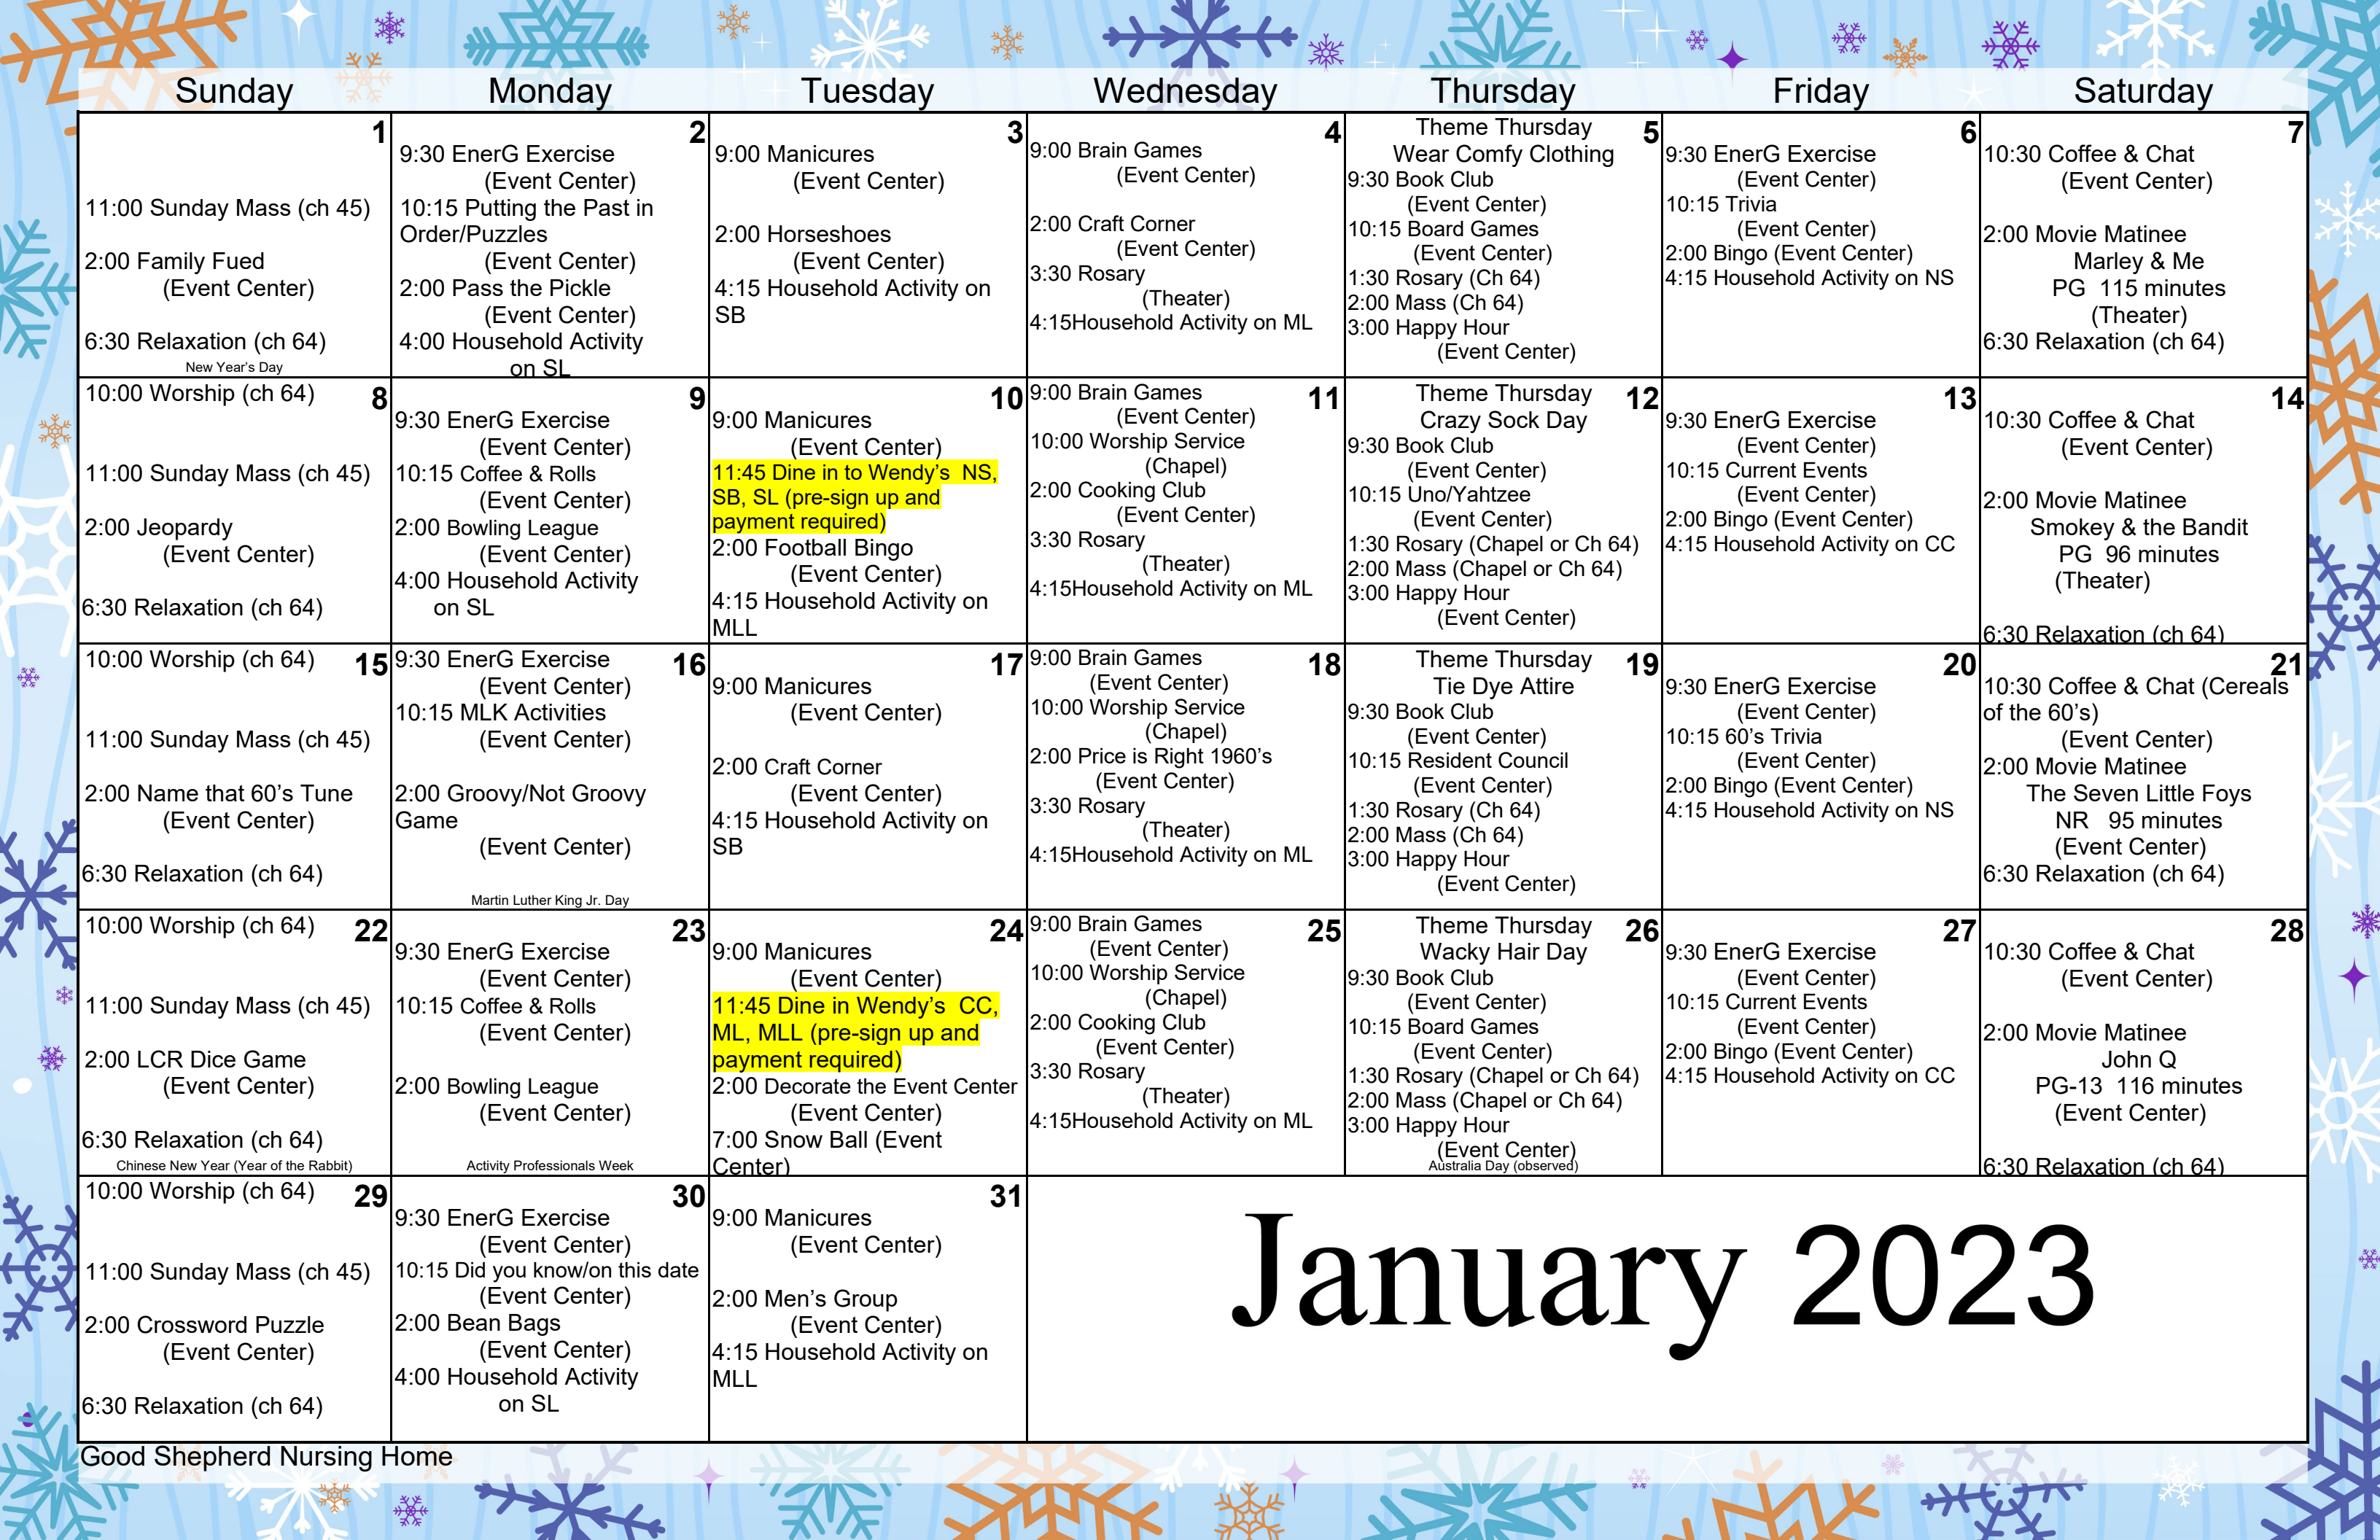 Sunday Monday Tuesday Wednesday Thursday Friday Saturday
1
11:00 Sunday Mass (ch 45)
2:00 Family Fued
(Event Center)
6:30 Relaxation (ch 64)
New Year's Day
2
9:30 EnerG Exercise
(Event Center)
10:15 Putting the Past in
Order/Puzzles
(Event Center)
2:00 Pass the Pickle
(Event Center)
4:00 Household Activity
on SL
3
9:00 Manicures
(Event Center)
2:00 Horseshoes
(Event Center)
4:15 Household Activity on
SB
4
9:00 Brain Games
(Event Center)
2:00 Craft Corner
(Event Center)
3:30 Rosary
(Theater)
4:15Household Activity on ML
Theme Thursday 5
Wear Comfy Clothing
9:30 Book Club
(Event Center)
10:15 Board Games
(Event Center)
1:30 Rosary (Ch 64)
2:00 Mass (Ch 64)
3:00 Happy Hour
(Event Center)
6
9:30 EnerG Exercise
(Event Center)
10:15 Trivia
(Event Center)
2:00 Bingo (Event Center)
4:15 Household Activity on NS
7
10:30 Coffee & Chat
(Event Center)
2:00 Movie Matinee
Marley & Me
PG 115 minutes
(Theater)
6:30 Relaxation (ch 64)
10:00 Worship (ch 64) 8
11:00 Sunday Mass (ch 45)
2:00 Jeopardy
(Event Center)
6:30 Relaxation (ch 64)
9
9:30 EnerG Exercise
(Event Center)
10:15 Coffee & Rolls
(Event Center)
2:00 Bowling League
(Event Center)
4:00 Household Activity
on SL
10
9:00 Manicures
(Event Center)
11:45 Dine in to Wendy's NS,
SB, SL (pre-sign up and
payment required)
2:00 Football Bingo
(Event Center)
4:15 Household Activity on
MLL
9:00 Brain Games 11
(Event Center)
10:00 Worship Service
(Chapel)
2:00 Cooking Club
(Event Center)
3:30 Rosary
(Theater)
4:15Household Activity on ML
Theme Thursday 12
Crazy Sock Day
9:30 Book Club
(Event Center)
10:15 Uno/Yahtzee
(Event Center)
1:30 Rosary (Chapel or Ch 64)
2:00 Mass (Chapel or Ch 64)
3:00 Happy Hour
(Event Center)
13
9:30 EnerG Exercise
(Event Center)
10:15 Current Events
(Event Center)
2:00 Bingo (Event Center)
4:15 Household Activity on CC
14
10:30 Coffee & Chat
(Event Center)
2:00 Movie Matinee
Smokey & the Bandit
PG 96 minutes
(Theater)
6:30 Relaxation (ch 64)
10:00 Worship (ch 64) 15
11:00 Sunday Mass (ch 45)
2:00 Name that 60's Tune
(Event Center)
6:30 Relaxation (ch 64)
9:30 EnerG Exercise 16
(Event Center)
10:15 MLK Activities
(Event Center)
2:00 Groovy/Not Groovy
Game
(Event Center)
Martin Luther King Jr. Day
17
9:00 Manicures
(Event Center)
2:00 Craft Corner
(Event Center)
4:15 Household Activity on
SB
9:00 Brain Games 18
(Event Center)
10:00 Worship Service
(Chapel)
2:00 Price is Right 1960's
(Event Center)
3:30 Rosary
(Theater)
4:15Household Activity on ML
Theme Thursday 19
Tie Dye Attire
9:30 Book Club
(Event Center)
10:15 Resident Council
(Event Center)
1:30 Rosary (Ch 64)
2:00 Mass (Ch 64)
3:00 Happy Hour
(Event Center)
20
9:30 EnerG Exercise
(Event Center)
10:15 60's Trivia
(Event Center)
2:00 Bingo (Event Center)
4:15 Household Activity on NS
21
10:30 Coffee & Chat (Cereals
of the 60's)
(Event Center)
2:00 Movie Matinee
The Seven Little Foys
NR 95 minutes
(Event Center)
6:30 Relaxation (ch 64)
10:00 Worship (ch 64) 22
11:00 Sunday Mass (ch 45)
2:00 LCR Dice Game
(Event Center)
6:30 Relaxation (ch 64)
Chinese New Year (Year of the Rabbit)
23
9:30 EnerG Exercise
(Event Center)
10:15 Coffee & Rolls
(Event Center)
2:00 Bowling League
(Event Center)
Activity Professionals Week
24
9:00 Manicures
(Event Center)
11:45 Dine in Wendy's CC,
ML, MLL (pre-sign up and
payment required)
2:00 Decorate the Event Center
(Event Center)
7:00 Snow Ball (Event
Center)
9:00 Brain Games 25
(Event Center)
10:00 Worship Service
(Chapel)
2:00 Cooking Club
(Event Center)
3:30 Rosary
(Theater)
4:15Household Activity on ML
Theme Thursday 26
Wacky Hair Day
9:30 Book Club
(Event Center)
10:15 Board Games
(Event Center)
1:30 Rosary (Chapel or Ch 64)
2:00 Mass (Chapel or Ch 64)
3:00 Happy Hour
(Event Center)
Australia Day (observed)
27
9:30 EnerG Exercise
(Event Center)
10:15 Current Events
(Event Center)
2:00 Bingo (Event Center)
4:15 Household Activity on CC
28
10:30 Coffee & Chat
(Event Center)
2:00 Movie Matinee
John Q
PG-13 116 minutes
(Event Center)
6:30 Relaxation (ch 64)
10:00 Worship (ch 64) 29
11:00 Sunday Mass (ch 45)
2:00 Crossword Puzzle
(Event Center)
6:30 Relaxation (ch 64)
30
9:30 EnerG Exercise
(Event Center)
10:15 Did you know/on this date
(Event Center)
2:00 Bean Bags
(Event Center)
4:00 Household Activity
on SL
31
9:00 Manicures
(Event Center)
2:00 Men's Group
(Event Center)
4:15 Household Activity on
MLL
January 2023
Good Shepherd Nursing Home